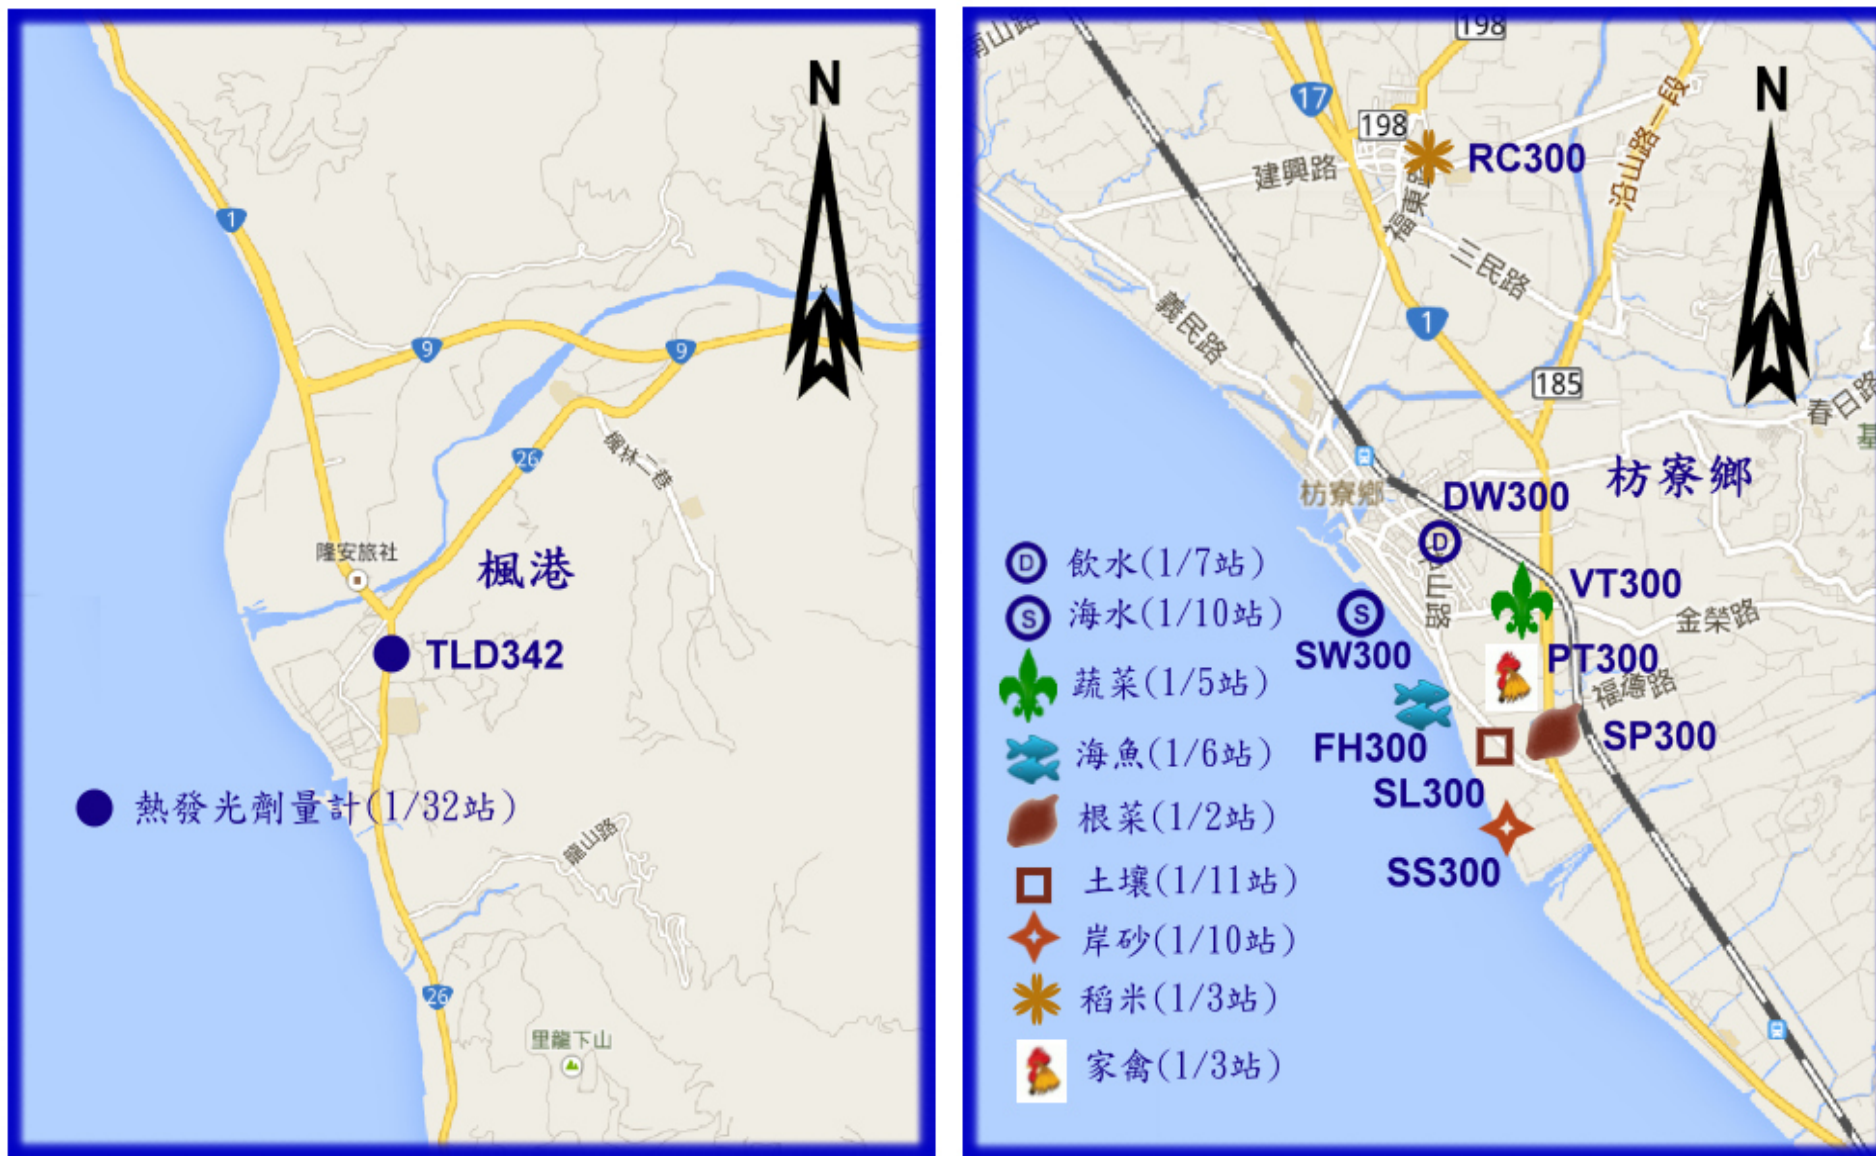 N
1
9
9
26
楓林二巷
隆安旅社
楓港
TLD342
熱發光劑量計(1/32站)
龍山路
26
里龍下山
南山路
198
N
17
198
RC300
建興路
福東路
沿山路一段
三民路
義民路
1
185
春日路
枋寮鄉
枋寮鄉
DW300
D
VT300
金榮路
S
SW300
PT300
福德路
FH300
SP300
SL300
SS300
D 飲水(1/7站)
S 海水(1/10站)
蔬菜(1/5站)
海魚(1/6站)
根菜(1/2站)
土壤(1/11站)
岸砂(1/10站)
稻米(1/3站)
家禽(1/3站)